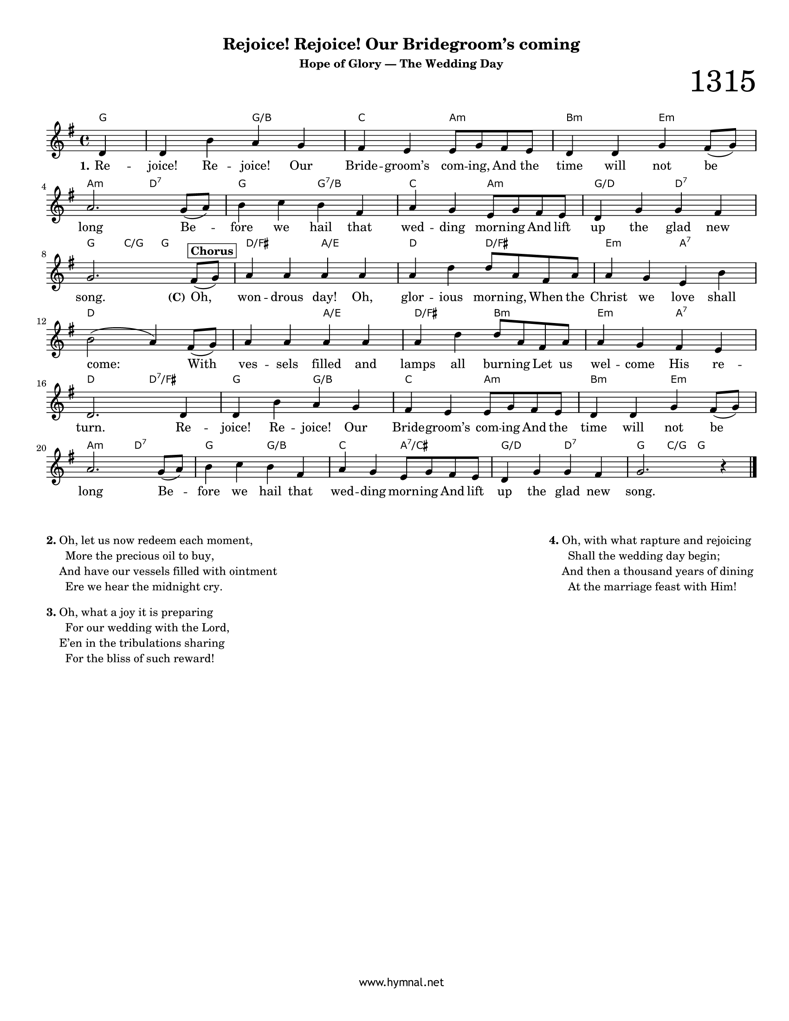 Rejoice! Rejoice! Our Bridegroom's coming
Hope of Glory — The Wedding Day
1315
G G/B C Am Bm Em
1. Re - joice! Re - joice! Our Bride - groom's com-ing, And the time will not be
4
Am D7 G G7/B C Am G/D D7
long Be - fore we hail that wed - ding morning And lift up the glad new
8
G C/G G Chorus D/F♯ A/E D D/F♯ Em A7
song. (C) Oh, won - drous day! Oh, glor - ious morning, When the Christ we love shall
12
D A/E D/F♯ Bm Em A7
come: With ves - sels filled and lamps all burning Let us wel - come His re -
16
D D7/F♯ G G/B C Am Bm Em
turn. Re - joice! Re - joice! Our Bridegroom's com-ing And the time will not be
20
Am D7 G G/B C A7/C♯ G/D D7 G C/G G
long Be - fore we hail that wed-ding morning And lift up the glad new song.
2. Oh, let us now redeem each moment,
More the precious oil to buy,
And have our vessels filled with ointment
Ere we hear the midnight cry.
3. Oh, what a joy it is preparing
For our wedding with the Lord,
E'en in the tribulations sharing
For the bliss of such reward!
4. Oh, with what rapture and rejoicing
Shall the wedding day begin;
And then a thousand years of dining
At the marriage feast with Him!
www.hymnal.net